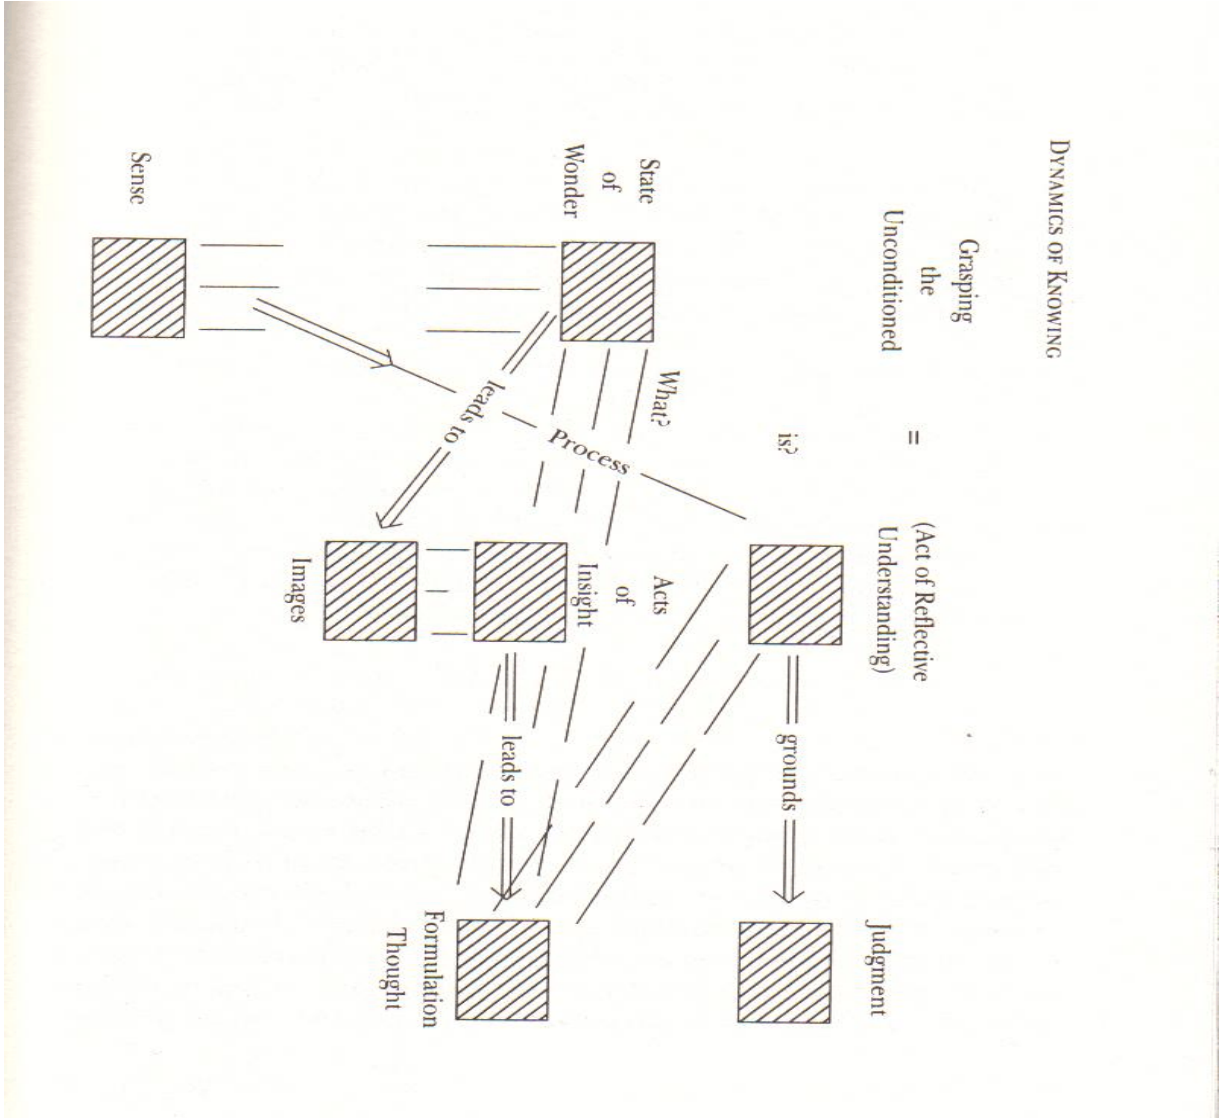 DYNAMICS OF KNOWING
Grasping
the
Unconditioned
=
(Act of Reflective
Understanding)
Judgment
is?
grounds
State
of
Wonder
What?
Acts
of
Insight
Process
leads to
leads to
Formulation
Thought
Images
Sense